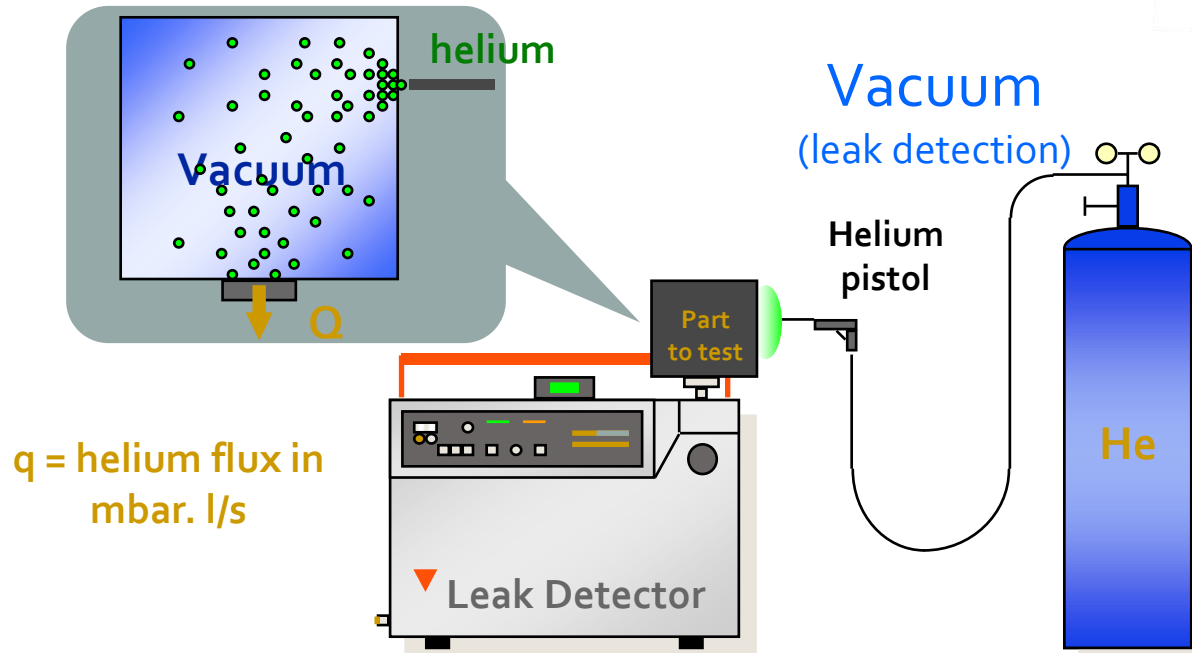 helium
Vacuum
Q
Vacuum
(leak detection)
Helium
pistol
Part
to test
q = helium flux in
mbar. l/s
He
Leak Detector